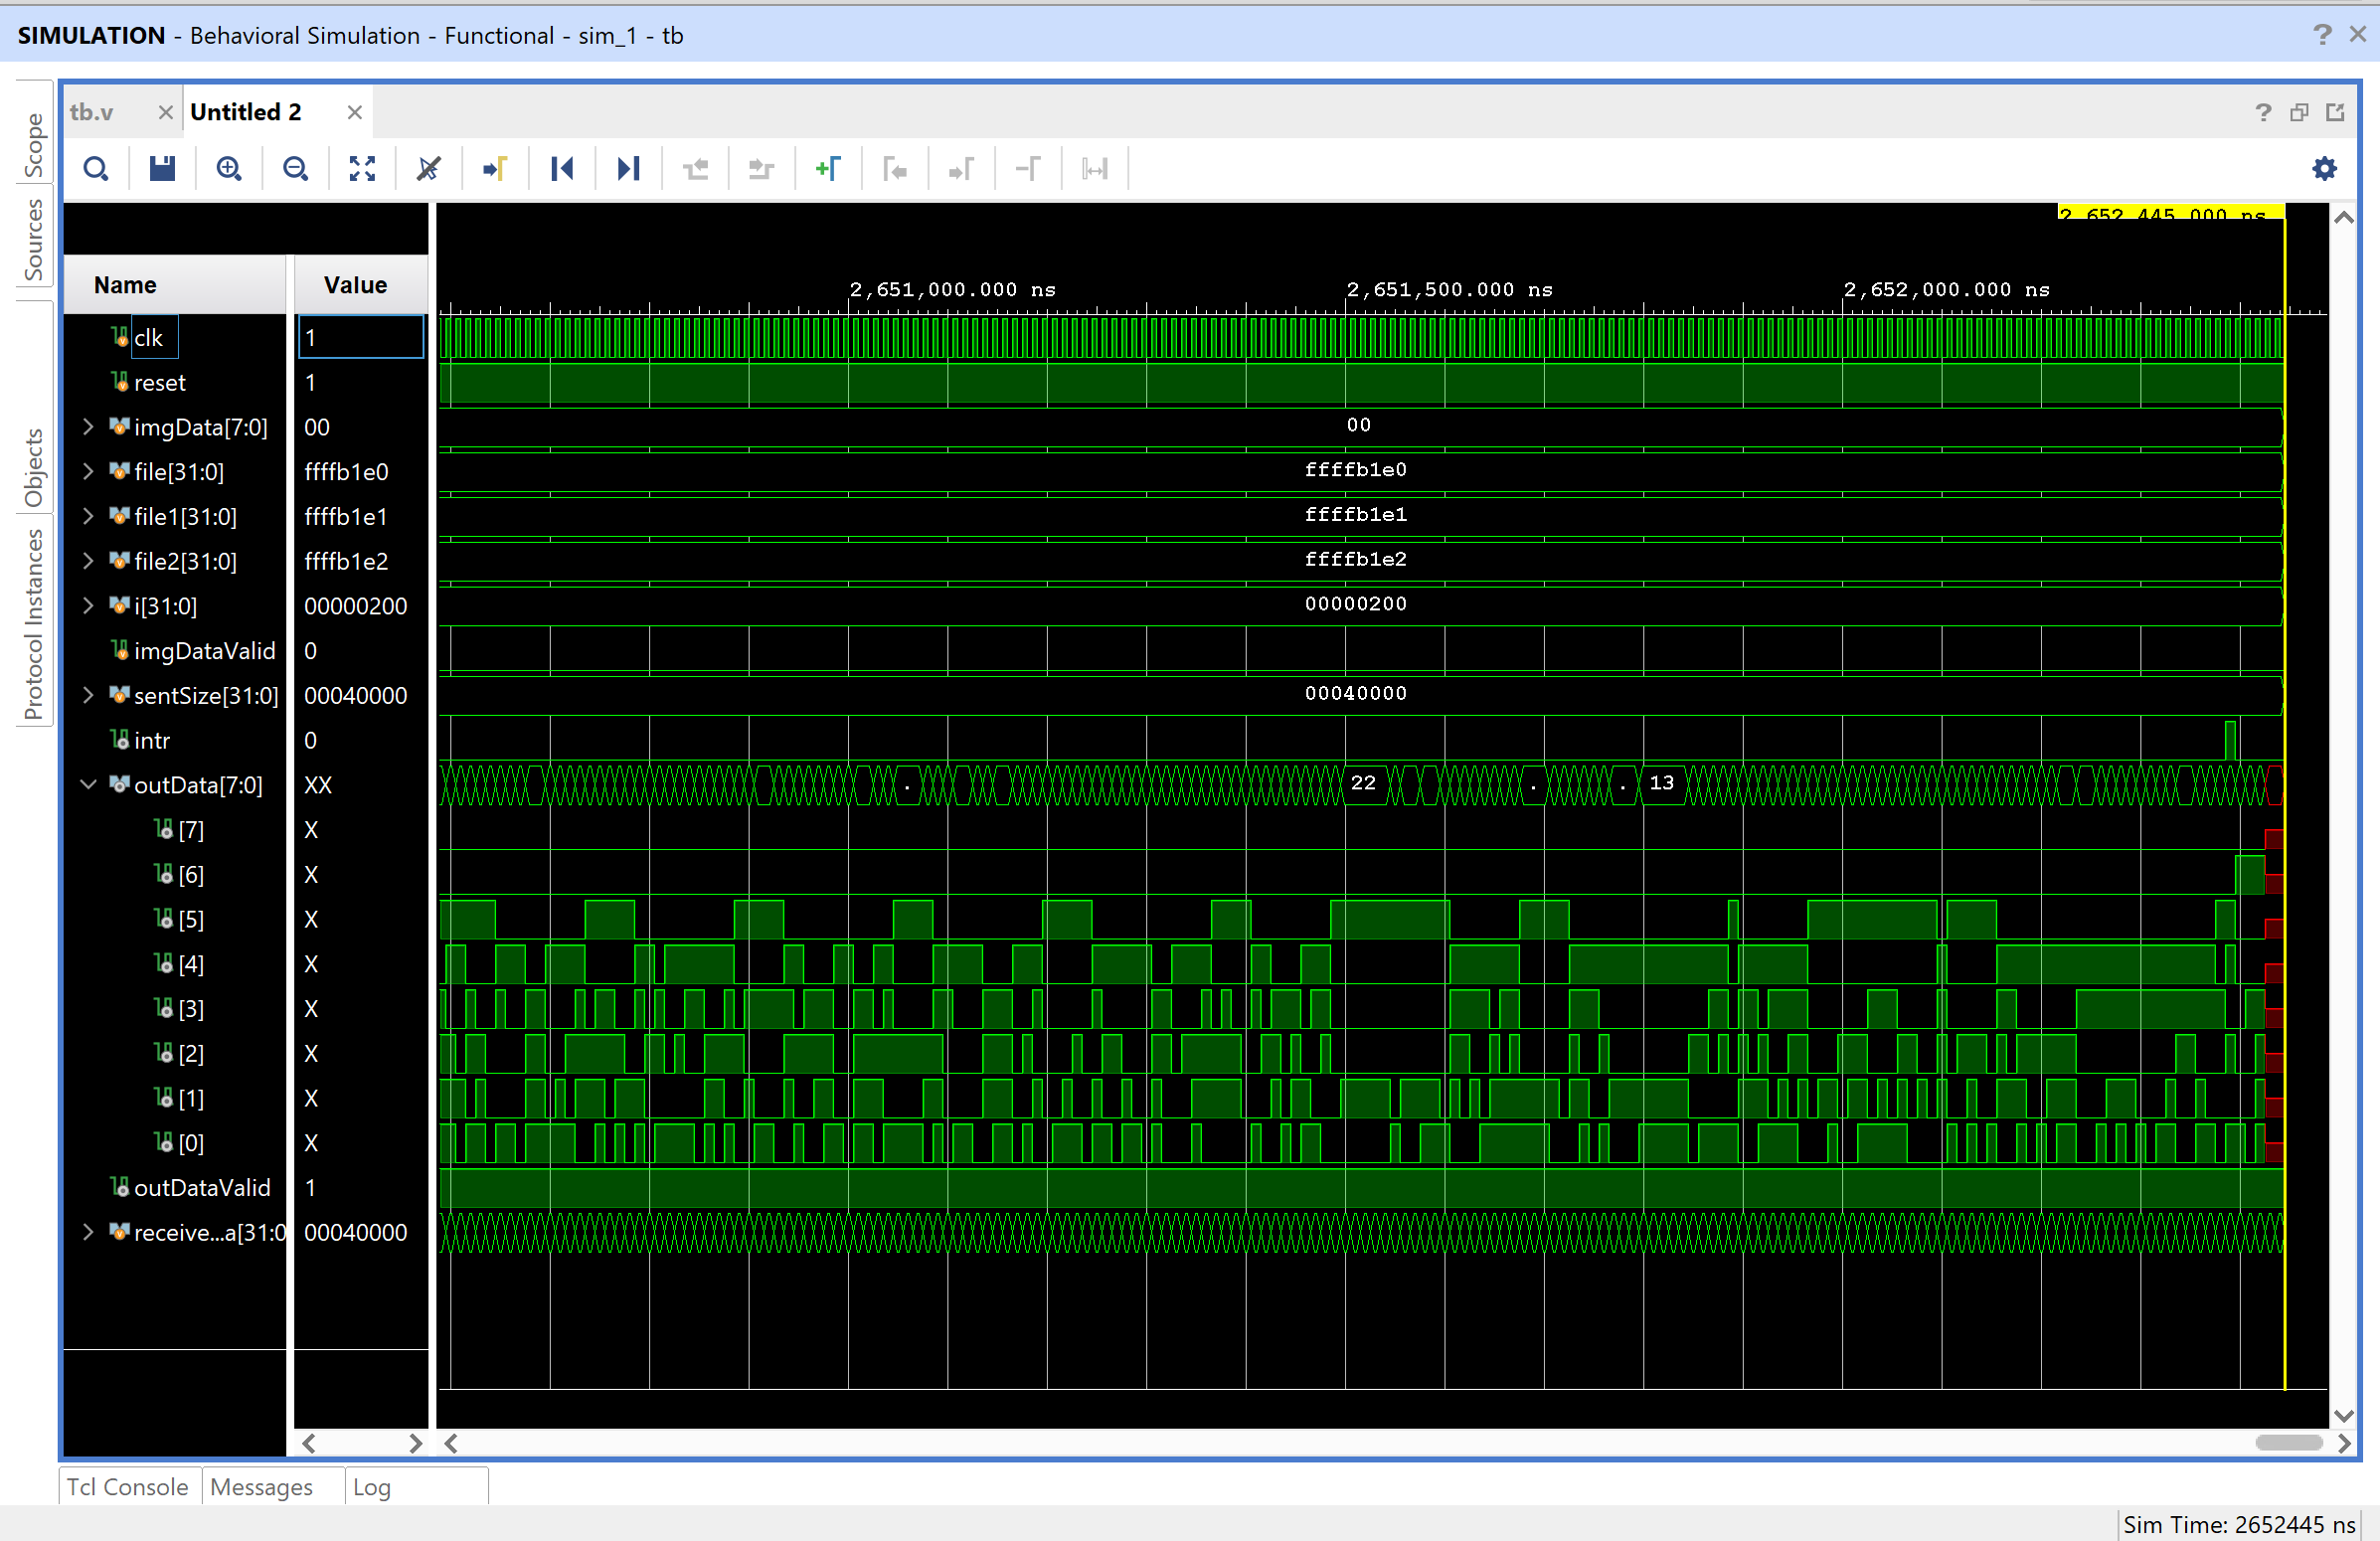 SIMULATION - Behavioral Simulation - Functional - sim_1 - tb
tb.v
Untitled 2
Scope
Sources
Objects
Protocol Instances
2,652,445.000 ns
Name Value
2,651,000.000 ns 2,651,500.000 ns 2,652,000.000 ns
clk 1
reset 1
imgData[7:0] 00 00
file[31:0] ffffb1e0 ffffb1e0
file1[31:0] ffffb1e1 ffffb1e1
file2[31:0] ffffb1e2 ffffb1e2
i[31:0] 00000200 00000200
imgDataValid 0
sentSize[31:0] 00040000 00040000
intr 0
outData[7:0] XX . 22 . . 13
[7] X
[6] X
[5] X
[4] X
[3] X
[2] X
[1] X
[0] X
outDataValid 1
receive...a[31:0 00040000
Tcl Console Messages Log
Sim Time: 2652445 ns